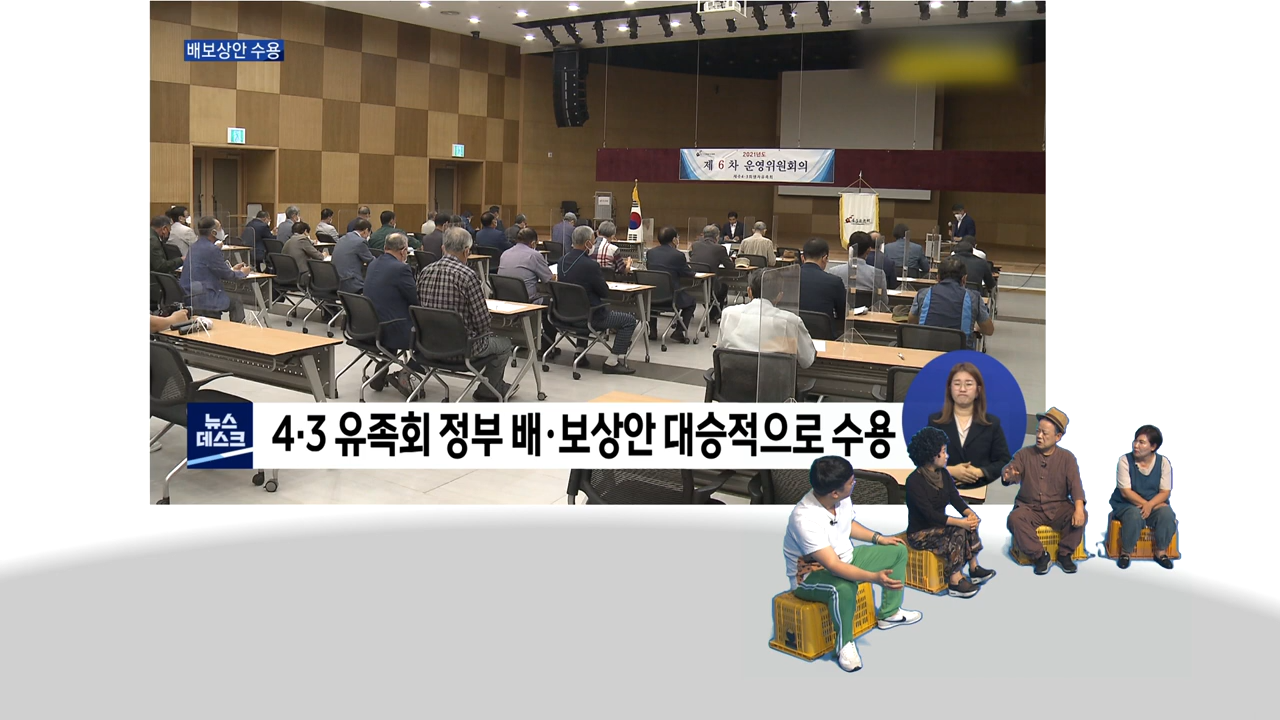 배보상안 수용
2021년도
제 6 차 운영위원회의
뉴스
데스크
4·3 유족회 정부 배·보상안 대승적으로 수용